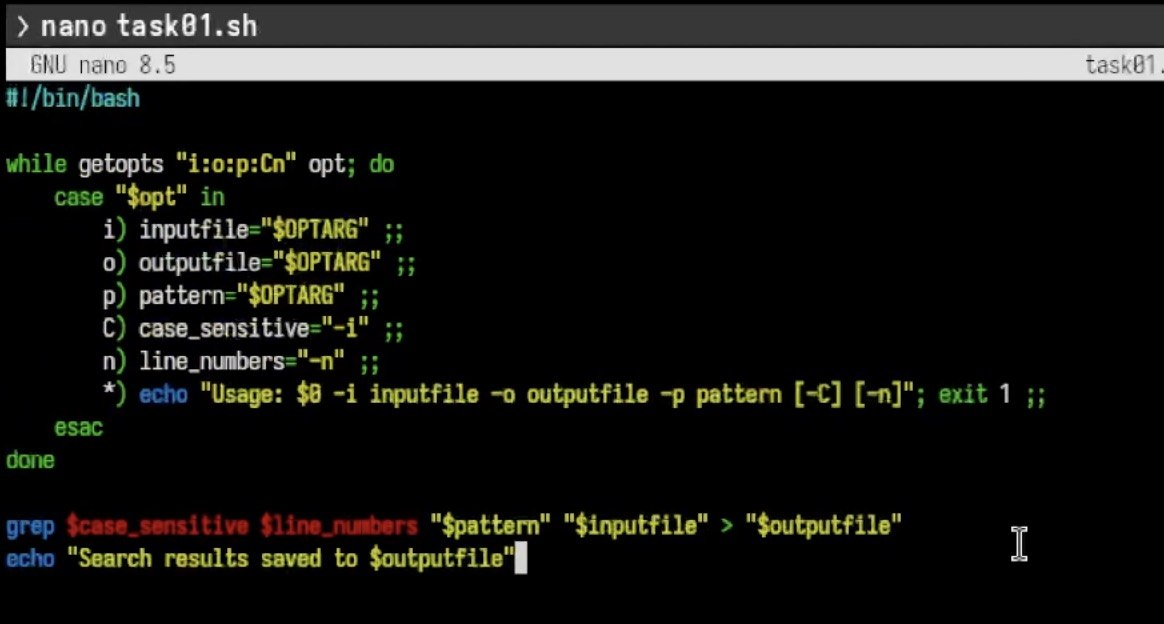 ❯ nano task01.sh
GNU nano 8.5 task01.
#!/bin/bash
while getopts "i:o:p:Cn" opt; do
case "$opt" in
i) inputfile="$OPTARG" ;;
o) outputfile="$OPTARG" ;;
p) pattern="$OPTARG" ;;
C) case_sensitive="-i" ;;
n) line_numbers="-n" ;;
*) echo "Usage: $0 -i inputfile -o outputfile -p pattern [-C] [-n]"; exit 1 ;;
esac
done
grep $case_sensitive $line_numbers "$pattern" "$inputfile" > "$outputfile"
echo "Search results saved to $outputfile"